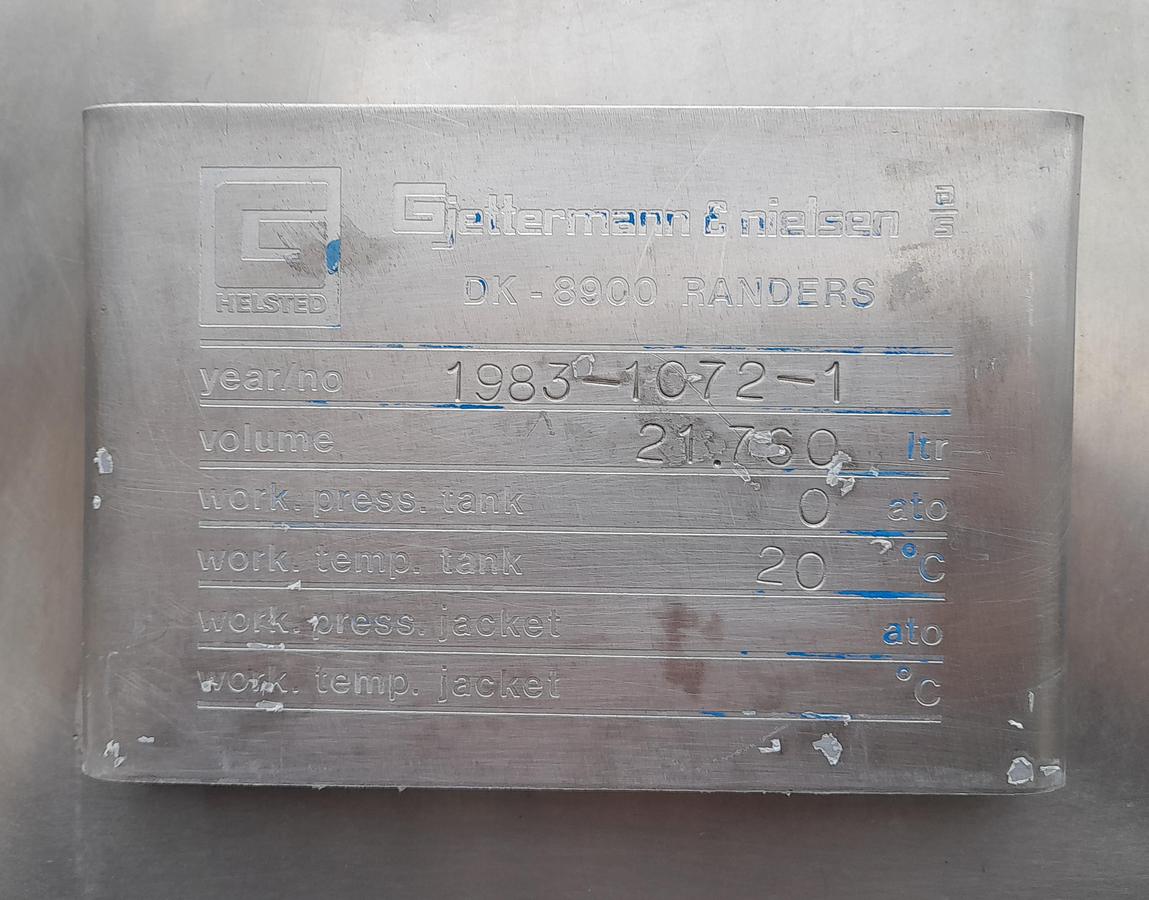 HELSTED
Gjettermann & nielsen a/s
DK - 8900 RANDERS
year/no 1983-1072-1
volume 21.760 ltr
work. press. tank 0 ato
work. temp. tank 20 °C
work. press. jacket ato
work. temp. jacket °C